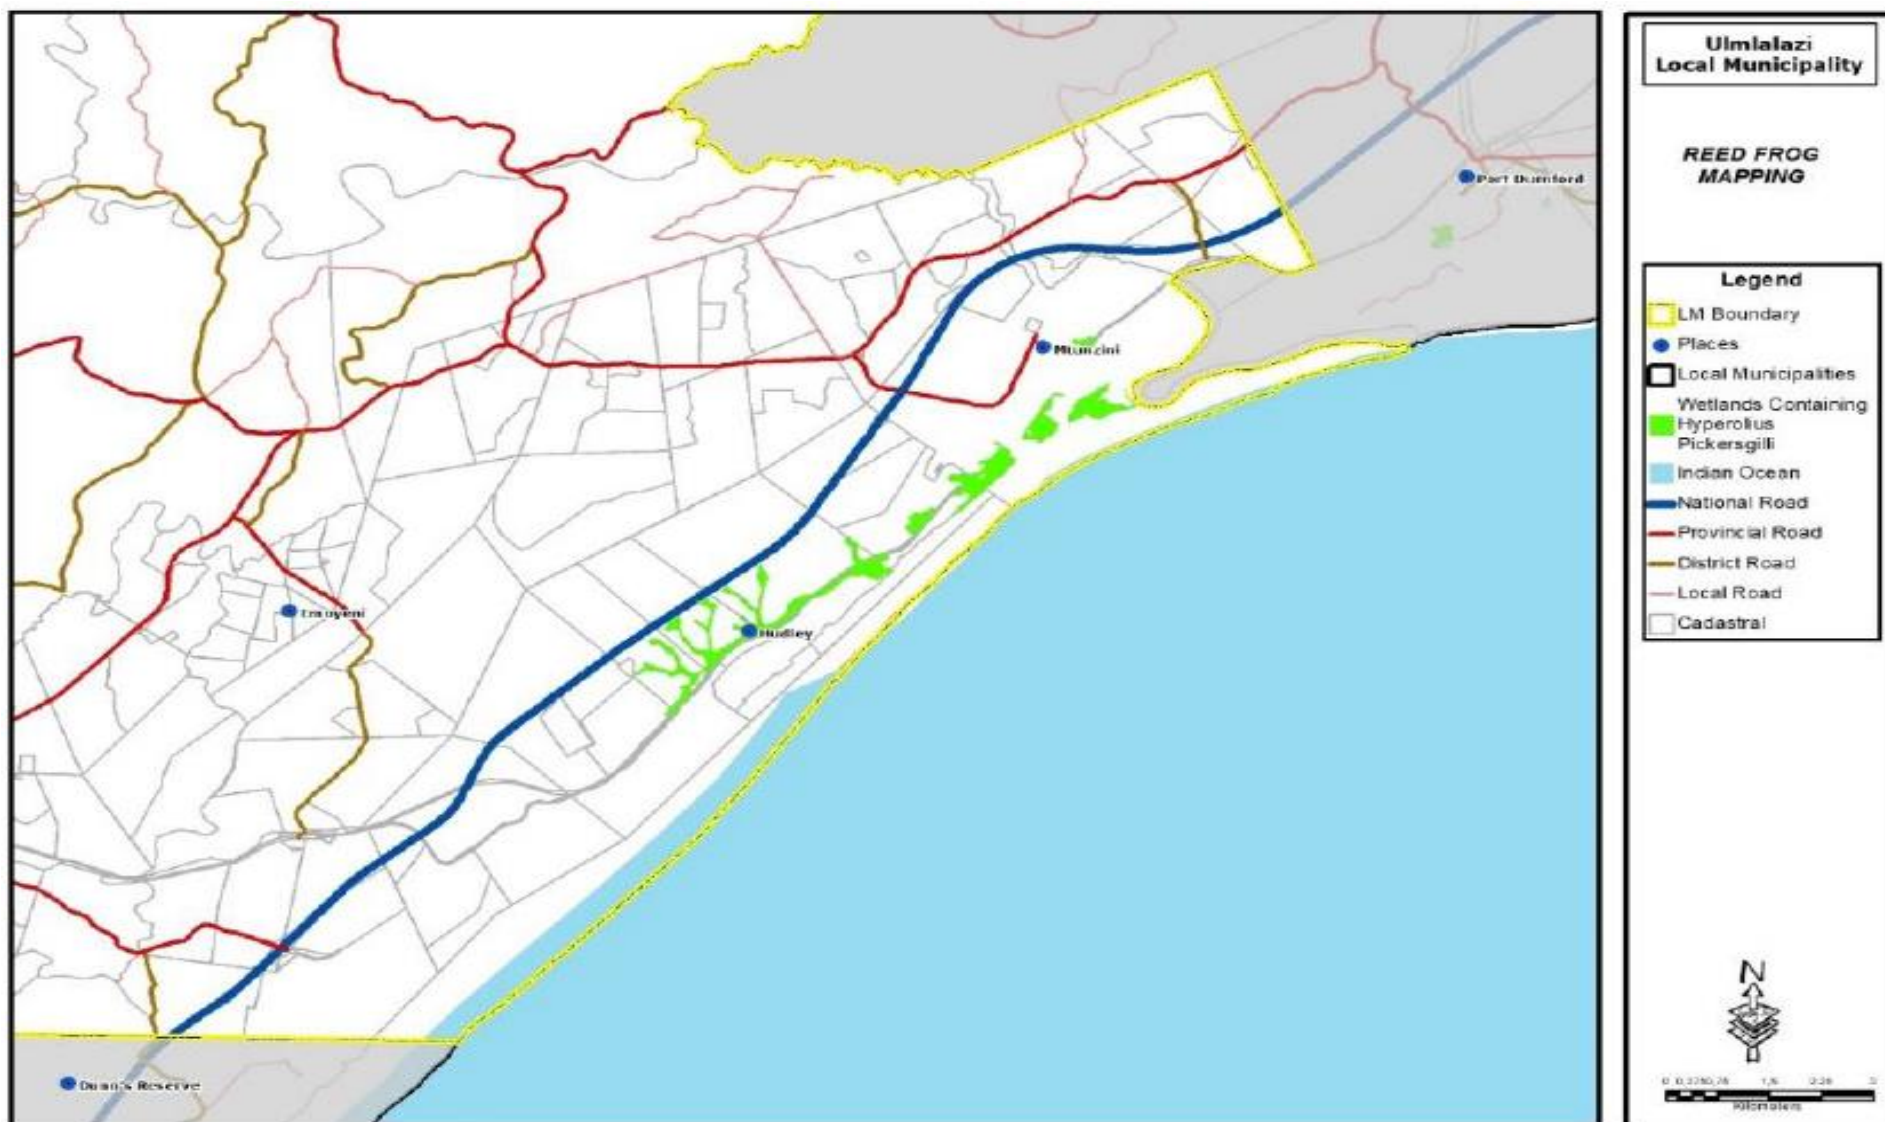 Ulmlalazi
Local Municipality
REED FROG
MAPPING
Legend
LM Boundary
Places
Local Municipalities
Wetlands Containing
Hyperolius
Pickersgilli
Indian Ocean
National Road
Provincial Road
District Road
Local Road
Cadastral
N
Kilometers
Port Durnford
Mtunzini
Hudley
Dunn's Reserve